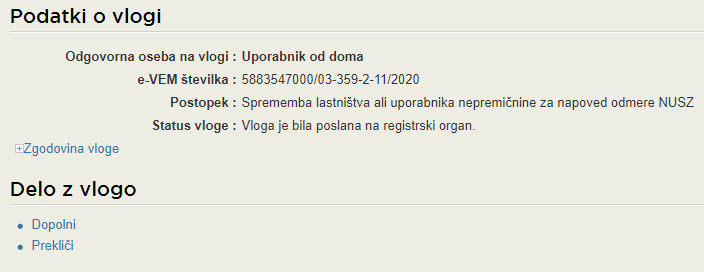 Podatki o vlogi
Odgovorna oseba na vlogi : Uporabnik od doma
e-VEM številka : 5883547000/03-359-2-11/2020
Postopek : Sprememba lastništva ali uporabnika nepremičnine za napoved odmere NUSZ
Status vloge : Vloga je bila poslana na registrski organ.
Zgodovina vloge
Delo z vlogo
Dopolni
Prekliči